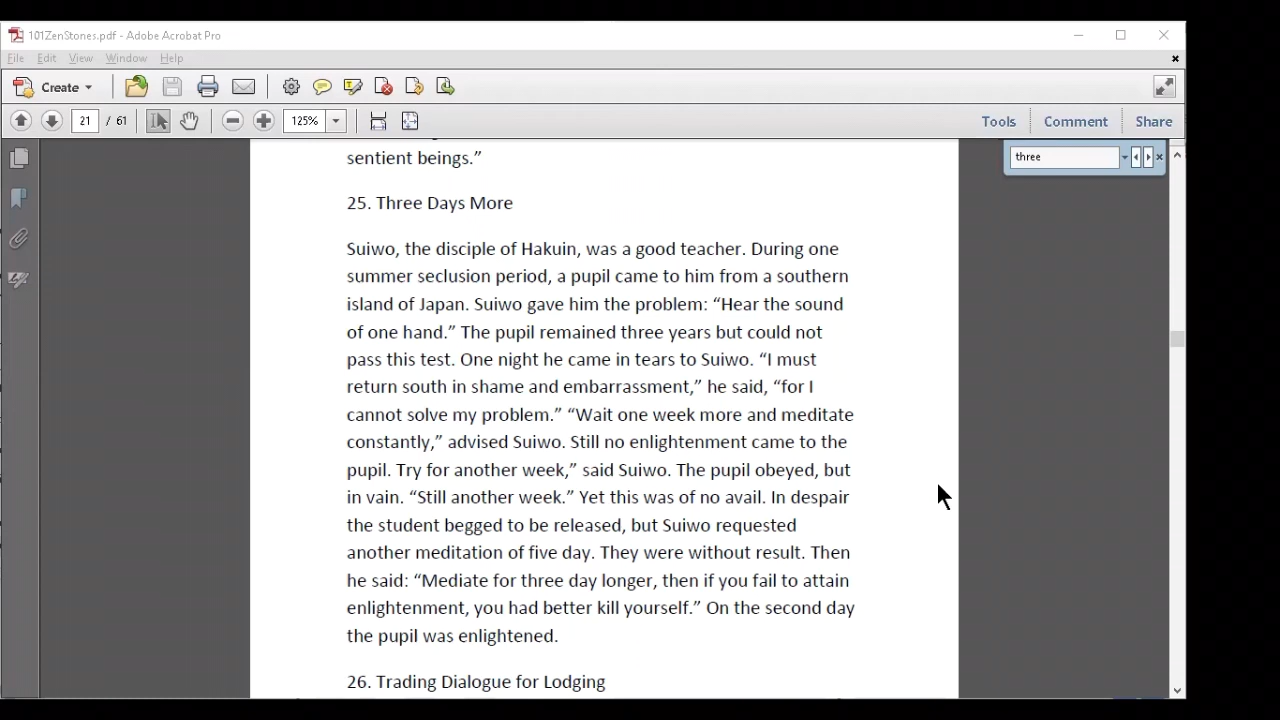 101ZenStones.pdf - Adobe Acrobat Pro
File Edit View Window Help
Create
21 / 61 125% Tools Comment Share
three
sentient beings.”
25. Three Days More
Suiwo, the disciple of Hakuin, was a good teacher. During one
summer seclusion period, a pupil came to him from a southern
island of Japan. Suiwo gave him the problem: “Hear the sound
of one hand.” The pupil remained three years but could not
pass this test. One night he came in tears to Suiwo. “I must
return south in shame and embarrassment,” he said, “for I
cannot solve my problem.” “Wait one week more and meditate
constantly,” advised Suiwo. Still no enlightenment came to the
pupil. Try for another week,” said Suiwo. The pupil obeyed, but
in vain. “Still another week.” Yet this was of no avail. In despair
the student begged to be released, but Suiwo requested
another meditation of five day. They were without result. Then
he said: “Mediate for three day longer, then if you fail to attain
enlightenment, you had better kill yourself.” On the second day
the pupil was enlightened.
26. Trading Dialogue for Lodging